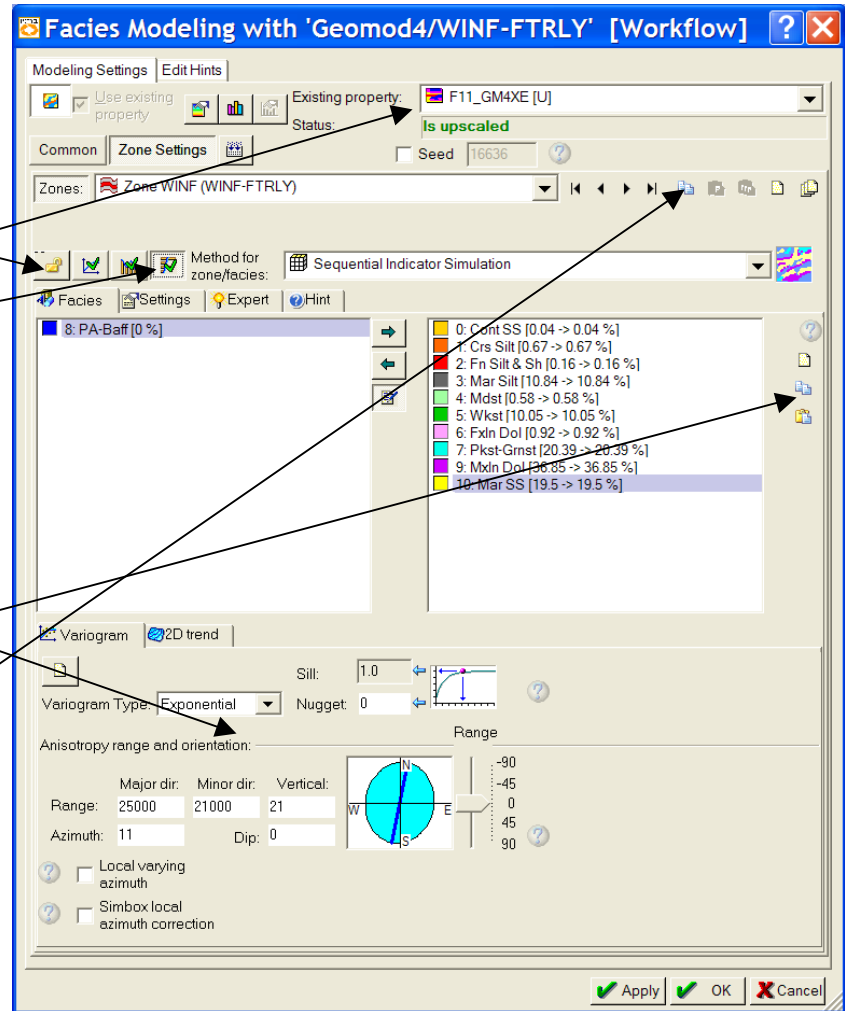 Facies Modeling with 'Geomod4/WINF-FTRLY' [Workflow]
Modeling Settings
Edit Hints
Use existing property
Existing property:
F11_GM4XE [U]
Status:
Is upscaled
Common
Zone Settings
Seed
16636
Zones:
Zone WINF (WINF-FTRLY)
Method for zone/facies:
Sequential Indicator Simulation
Facies
Settings
Expert
Hint
8: PA-Baff [0 %]
0: Cont SS [0.04 -> 0.04 %]
1: Crs Silt [0.67 -> 0.67 %]
2: Fn Silt & Sh [0.16 -> 0.16 %]
3: Mar Silt [10.84 -> 10.84 %]
4: Mdst [0.58 -> 0.58 %]
5: Wkst [10.05 -> 10.05 %]
6: Fxln Dol [0.92 -> 0.92 %]
7: Pkst-Grnst [20.39 -> 20.39 %]
9: Mxln Dol [36.85 -> 36.85 %]
10: Mar SS [19.5 -> 19.5 %]
Variogram
2D trend
Sill:
1.0
Variogram Type:
Exponential
Nugget:
0
Range
Anisotropy range and orientation:
Major dir:
Minor dir:
Vertical:
Range:
25000
21000
21
Azimuth:
11
Dip:
0
N
W
E
S
-90
-45
0
45
90
Local varying azimuth
Simbox local azimuth correction
Apply
OK
Cancel